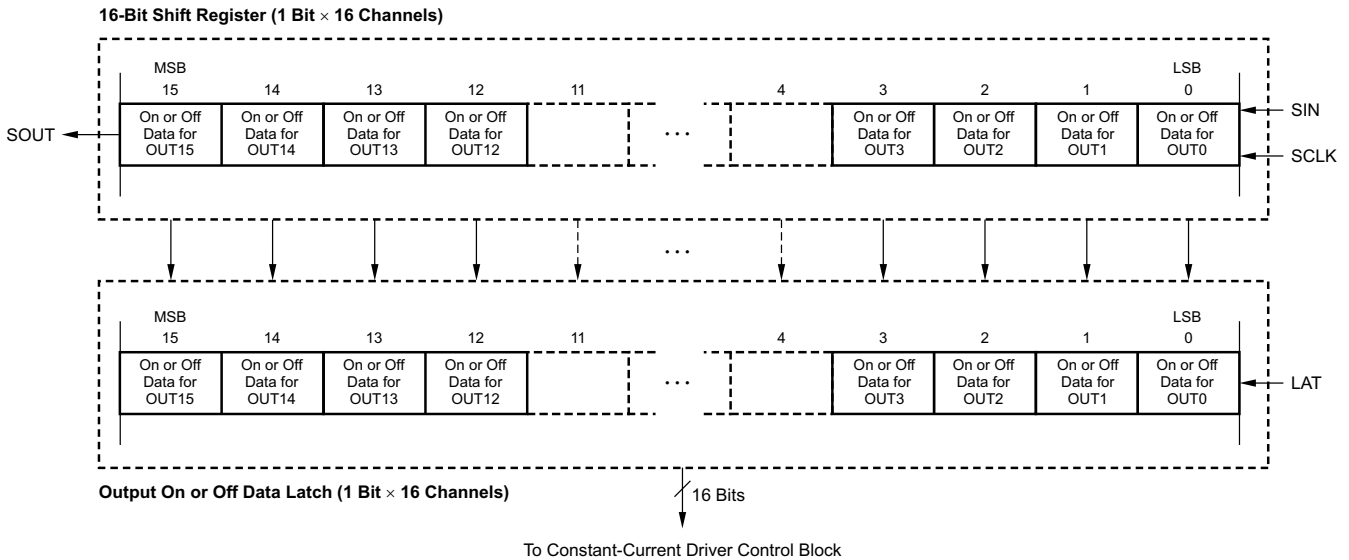 16-Bit Shift Register (1 Bit × 16 Channels)
MSB LSB
15 14 13 12 11 4 3 2 1 0
SOUT
On or Off Data for OUT15
On or Off Data for OUT14
On or Off Data for OUT13
On or Off Data for OUT12
...
On or Off Data for OUT3
On or Off Data for OUT2
On or Off Data for OUT1
On or Off Data for OUT0
SIN
SCLK
...
MSB LSB
15 14 13 12 11 4 3 2 1 0
On or Off Data for OUT15
On or Off Data for OUT14
On or Off Data for OUT13
On or Off Data for OUT12
...
On or Off Data for OUT3
On or Off Data for OUT2
On or Off Data for OUT1
On or Off Data for OUT0
LAT
Output On or Off Data Latch (1 Bit × 16 Channels)
16 Bits
To Constant-Current Driver Control Block